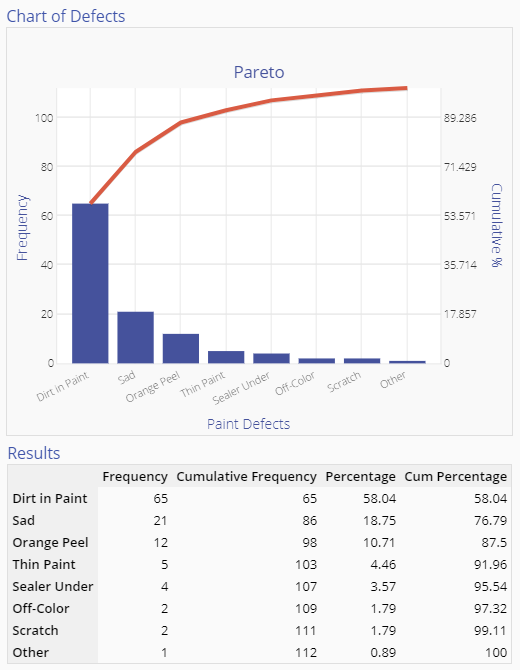 Chart of Defects
Pareto
100 89.286
80 71.429
60 53.571
40 35.714
20 17.857
0 0
Frequency
Cumulative %
Dirt in Paint Sad Orange Peel Thin Paint Sealer Under Off-Color Scratch Other
Paint Defects
Results
Frequency Cumulative Frequency Percentage Cum Percentage
Dirt in Paint 65 65 58.04 58.04
Sad 21 86 18.75 76.79
Orange Peel 12 98 10.71 87.5
Thin Paint 5 103 4.46 91.96
Sealer Under 4 107 3.57 95.54
Off-Color 2 109 1.79 97.32
Scratch 2 111 1.79 99.11
Other 1 112 0.89 100